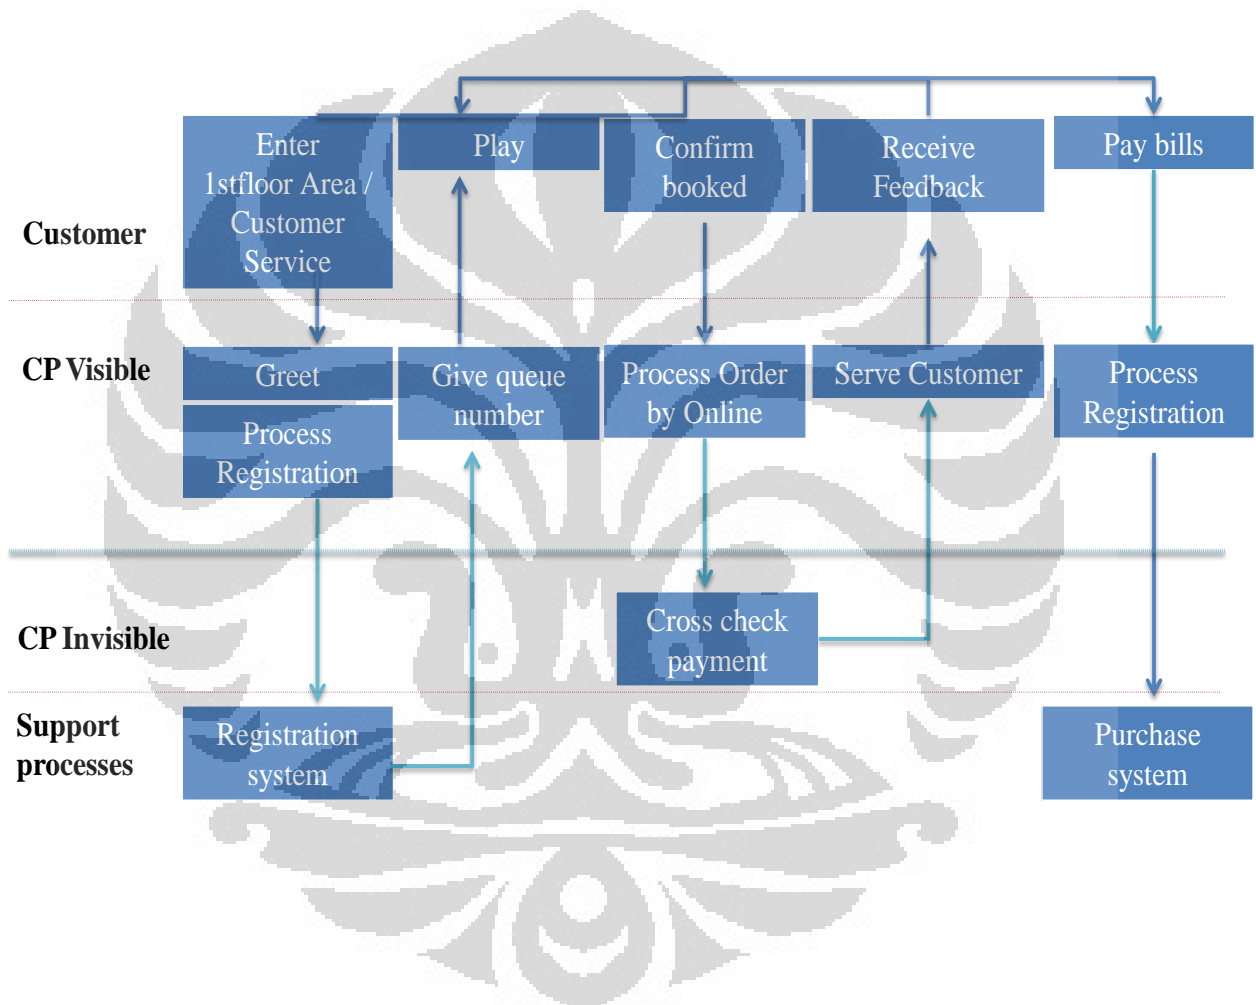 Customer
Enter
1stfloor Area /
Customer
Service
Play
Confirm
booked
Receive
Feedback
Pay bills
CP Visible
Greet
Process
Registration
Give queue
number
Process Order
by Online
Serve Customer
Process
Registration
CP Invisible
Cross check
payment
Support
processes
Registration
system
Purchase
system